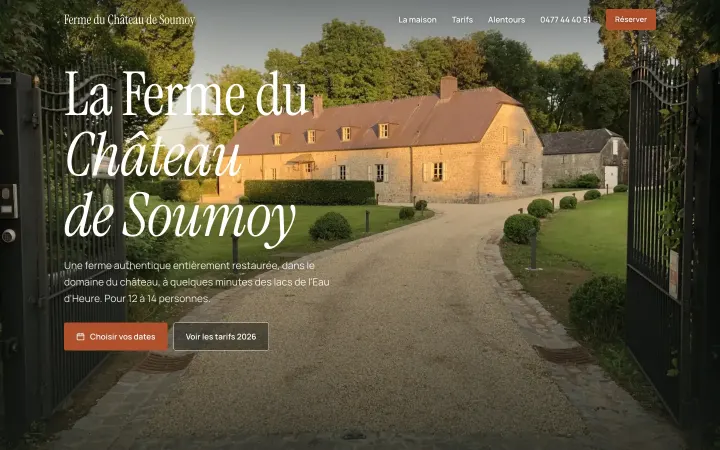 Ferme du Château de Soumoy
La maison
Tarifs
Alentours
0477 44 40 51
Réserver
La Ferme du
Château
de Soumoy
Une ferme authentique entièrement restaurée, dans le
domaine du château, à quelques minutes des lacs de l'Eau
d'Heure. Pour 12 à 14 personnes.
Choisir vos dates
Voir les tarifs 2026